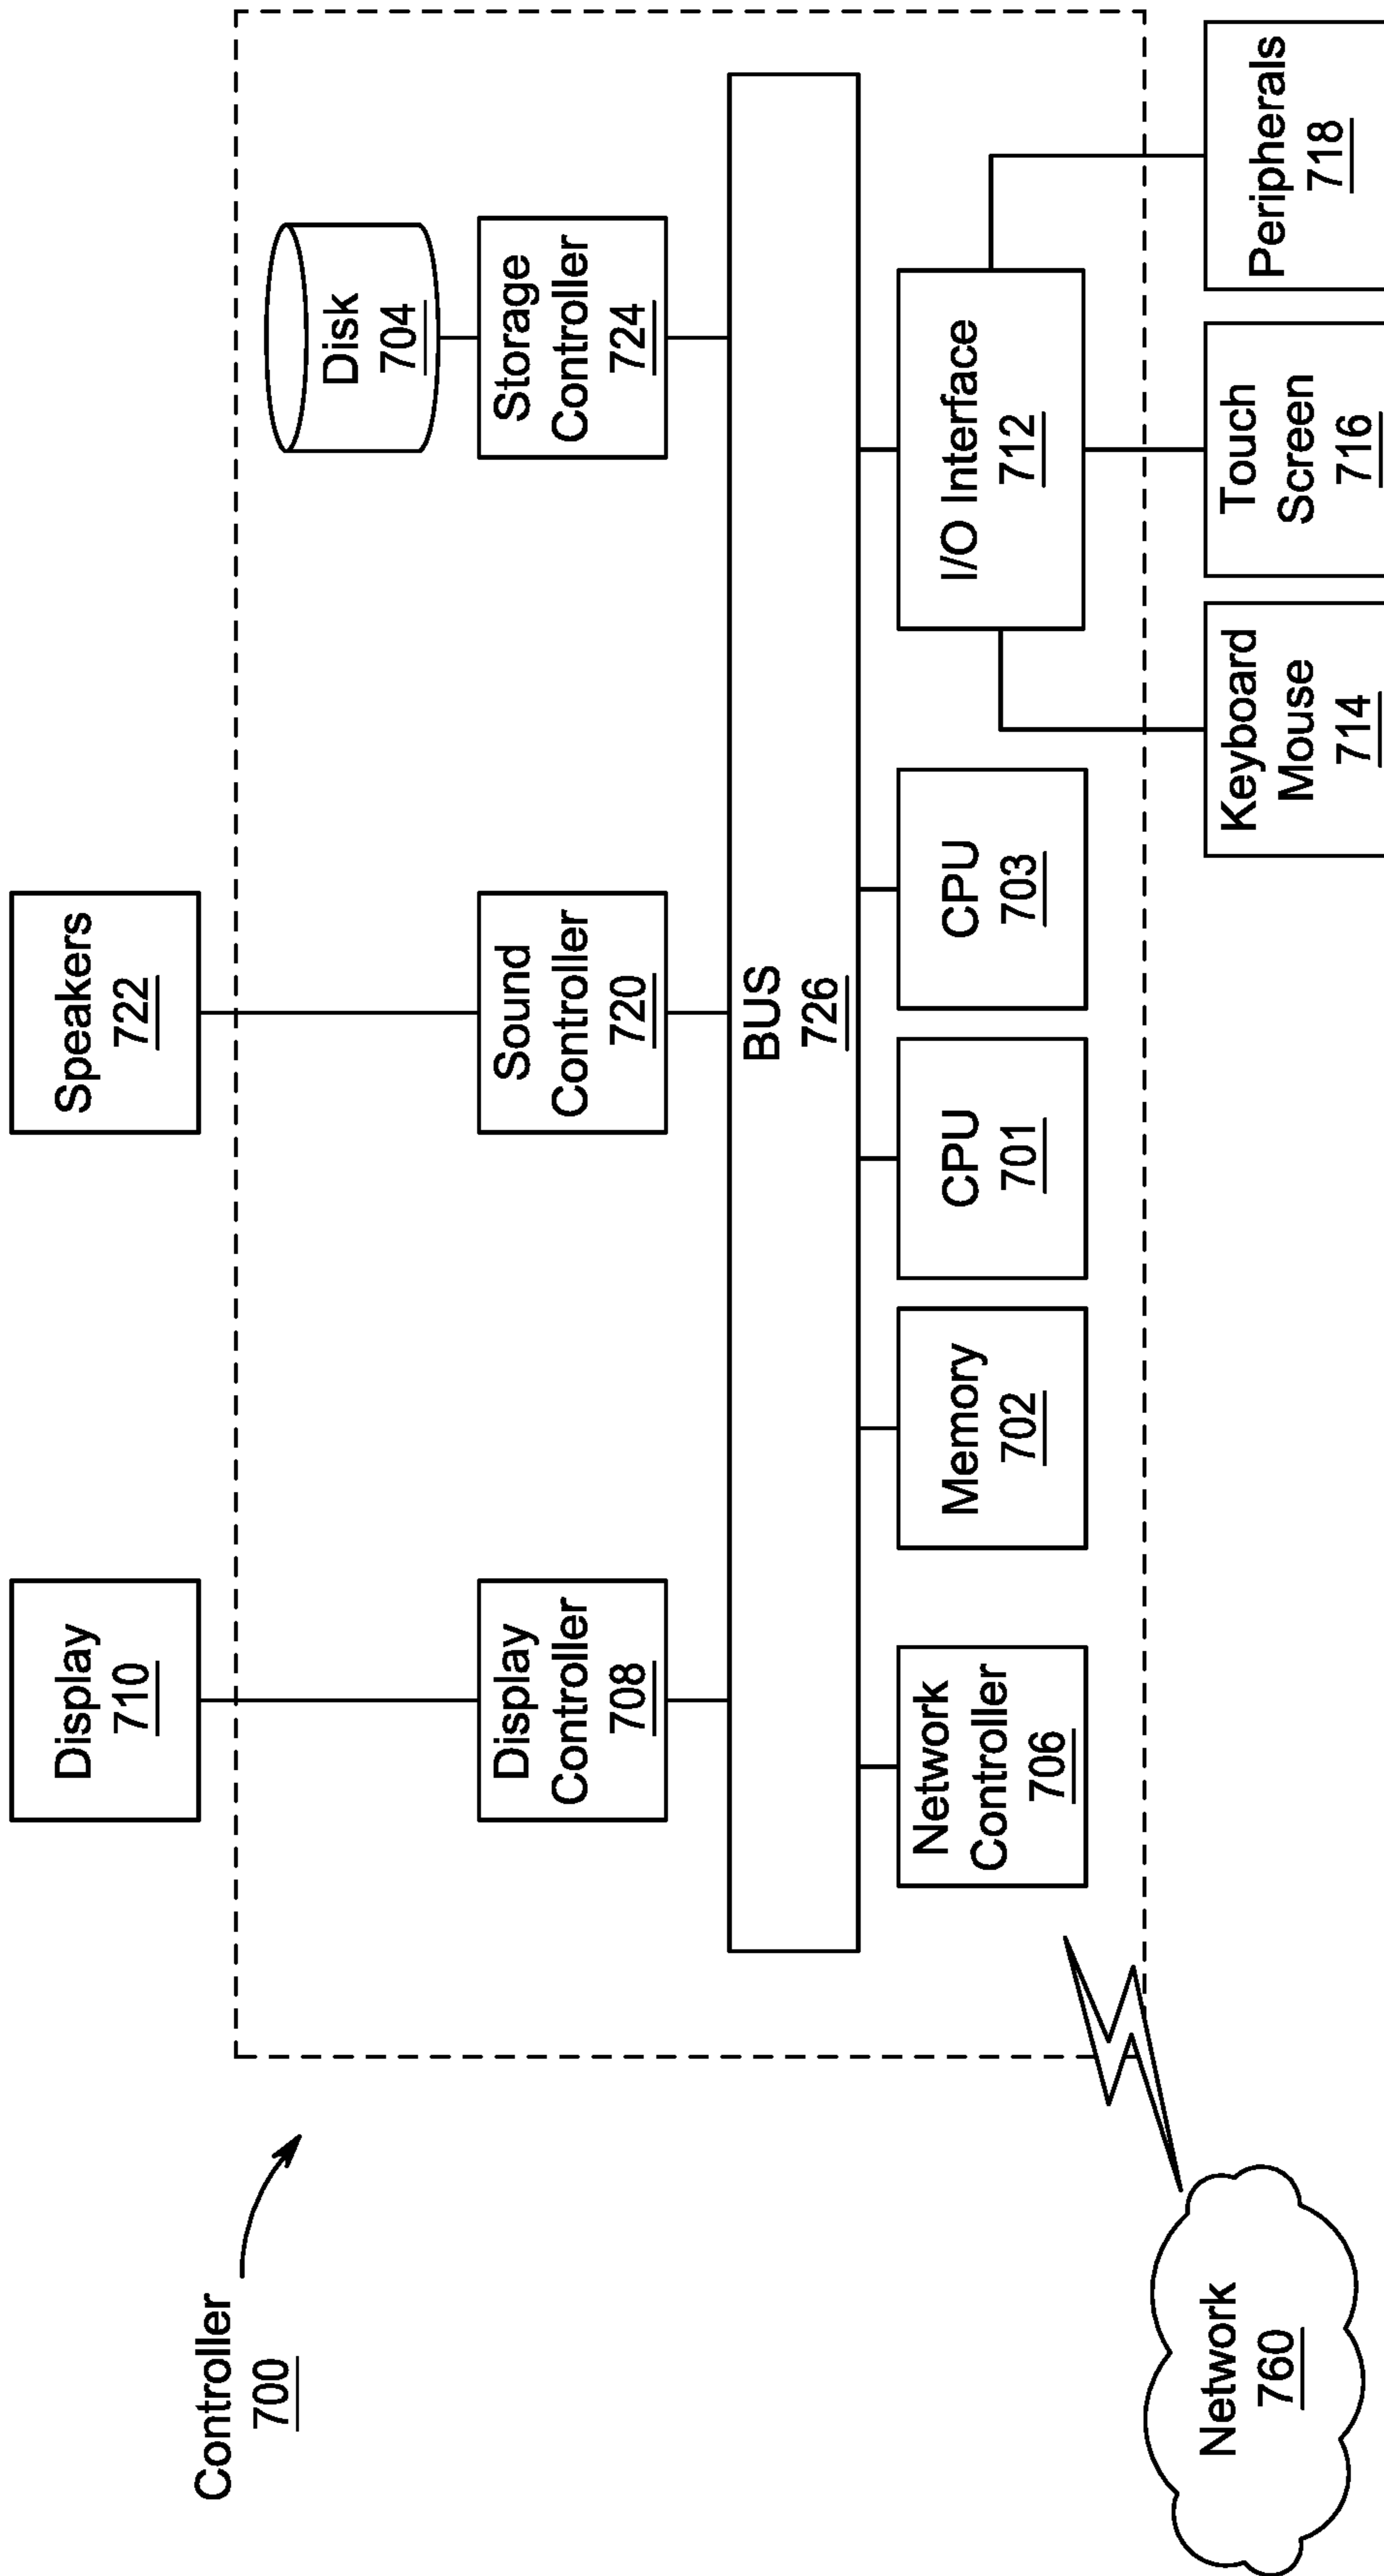 Controller
700
Display
710
Speakers
722
Disk
704
Display
Controller
708
Sound
Controller
720
Storage
Controller
724
BUS
726
Network
Controller
706
Memory
702
CPU
701
CPU
703
I/O Interface
712
Network
760
Keyboard
Mouse
714
Touch
Screen
716
Peripherals
718